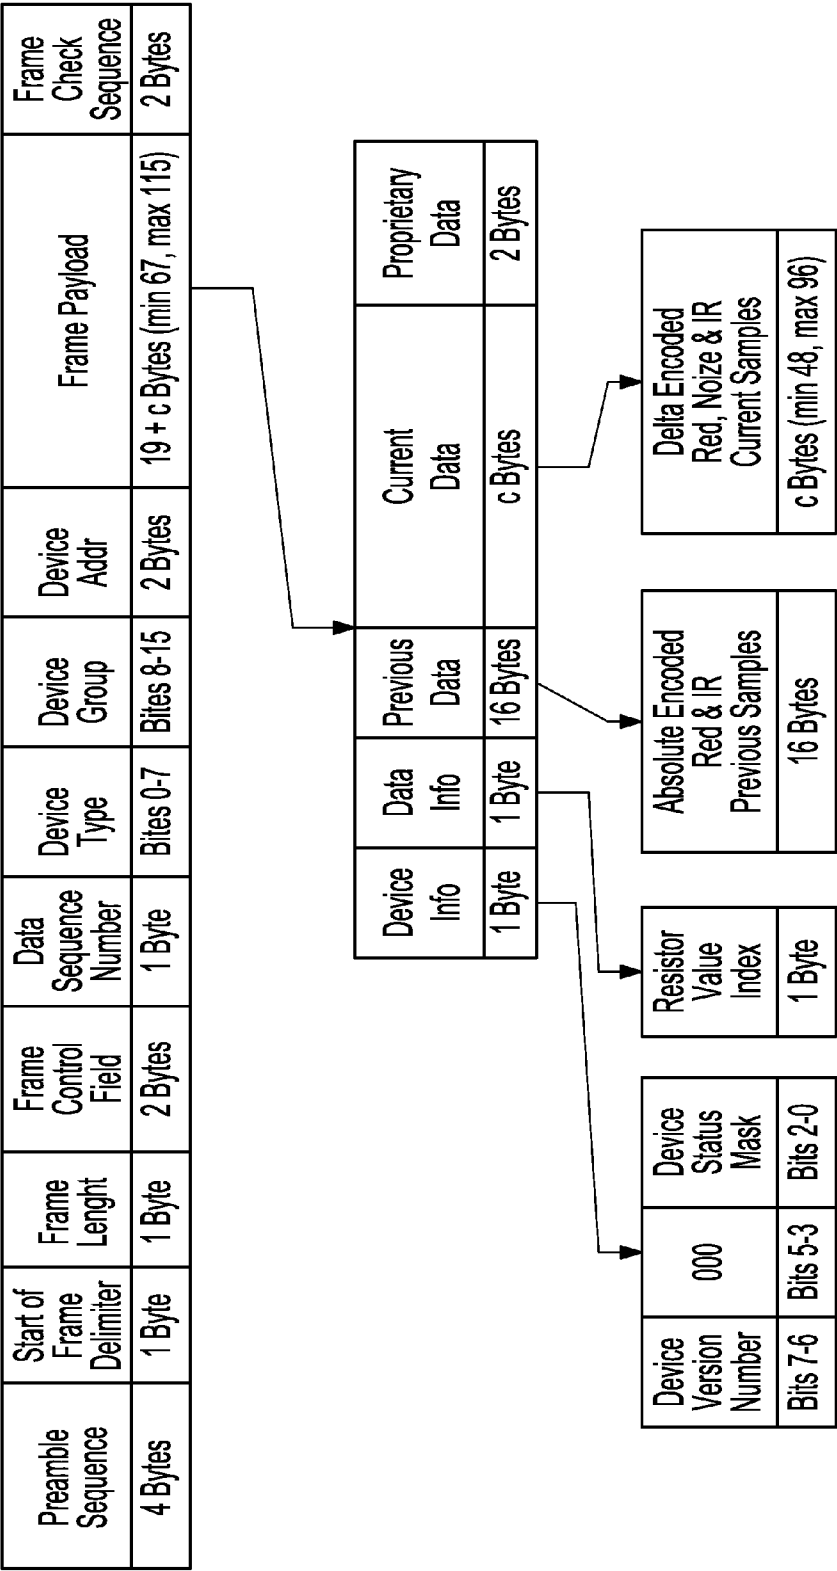 Preamble
Sequence
4 Bytes
Start of
Frame
Delimiter
1 Byte
Frame
Lenght
1 Byte
Frame
Control
Field
2 Bytes
Data
Sequence
Number
1 Byte
Device
Type
Bites 0-7
Device
Group
Bites 8-15
Device
Addr
2 Bytes
Frame Payload
19 + c Bytes (min 67, max 115)
Frame
Check
Sequence
2 Bytes
Device
Info
1 Byte
Data
Info
1 Byte
Previous
Data
16 Bytes
Current
Data
c Bytes
Proprietary
Data
2 Bytes
Device
Version
Number
Bits 7-6
000
Bits 5-3
Device
Status
Mask
Bits 2-0
Resistor
Value
Index
1 Byte
Absolute Encoded
Red & IR
Previous Samples
16 Bytes
Delta Encoded
Red, Noize & IR
Current Samples
c Bytes (min 48, max 96)